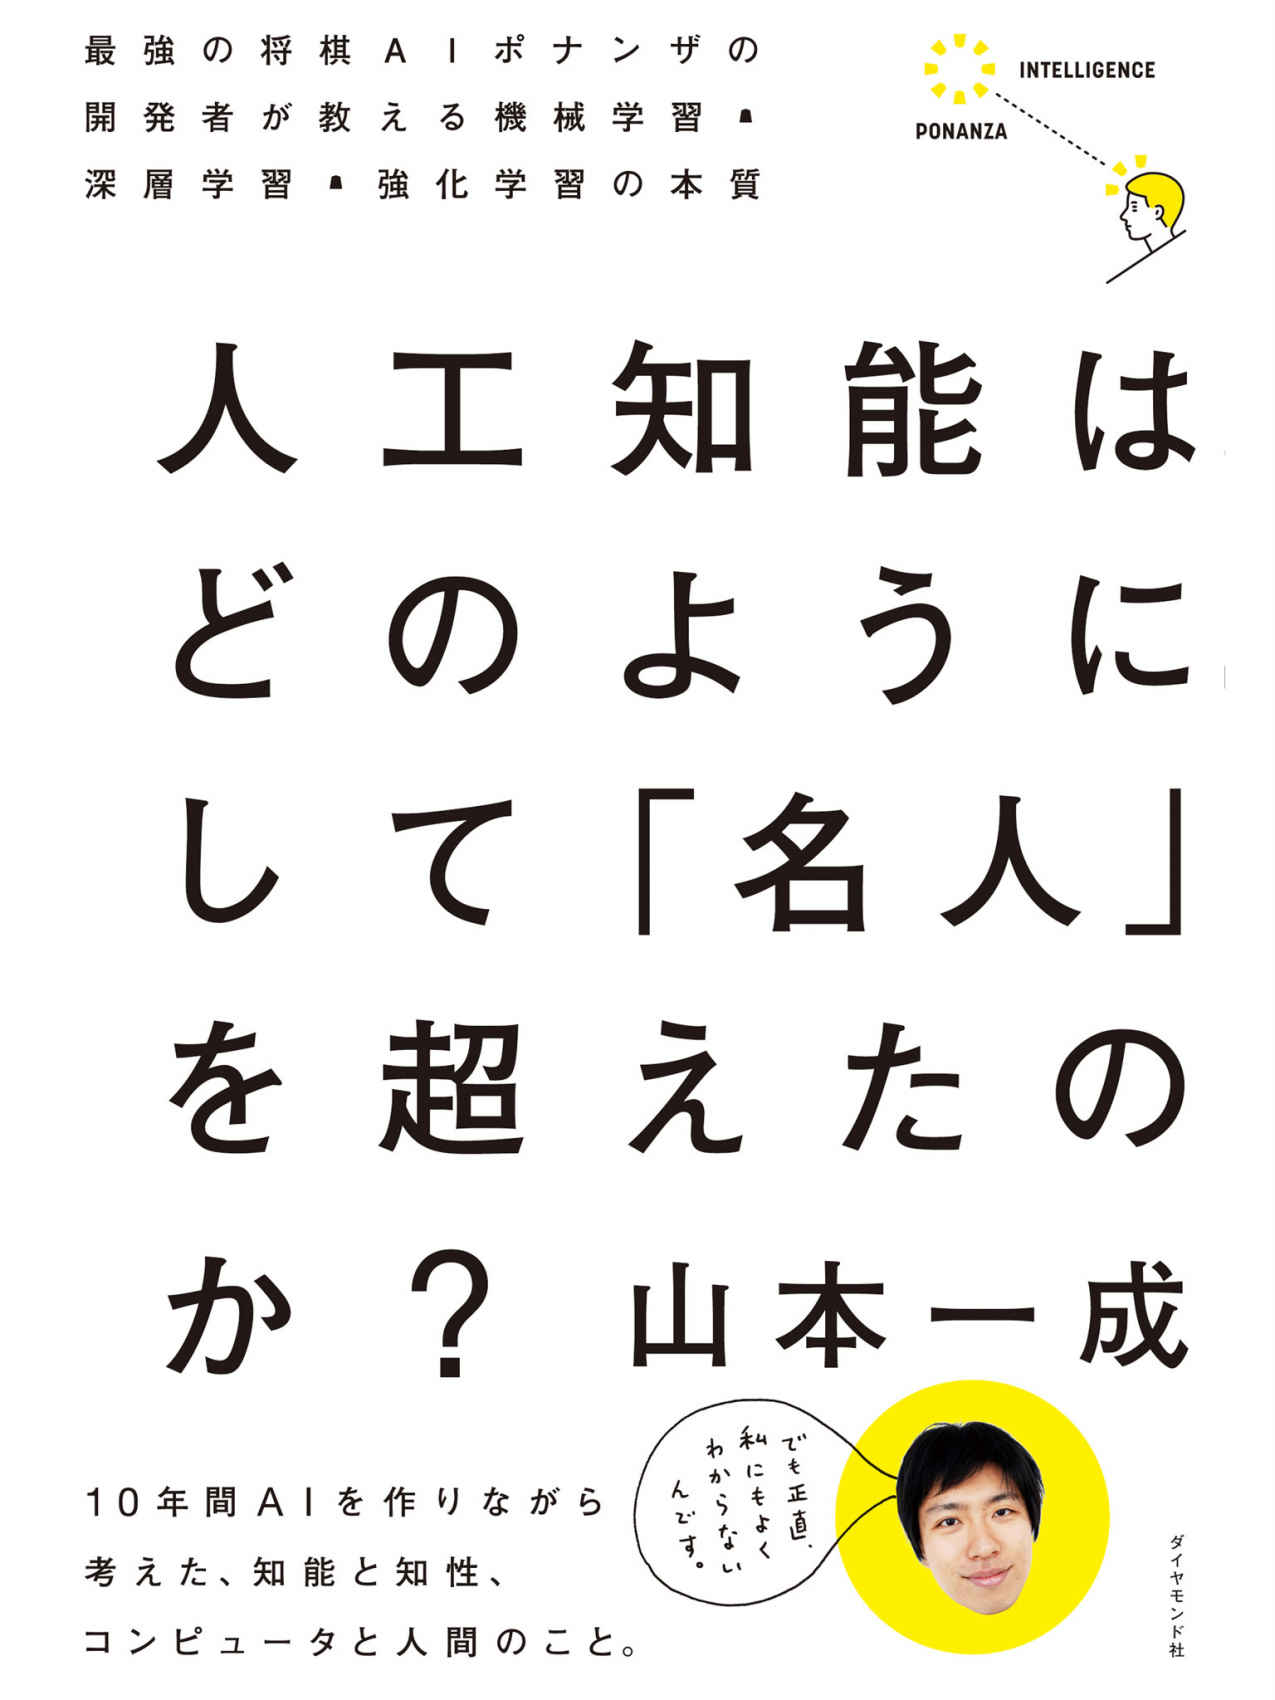 最強の将棋AIポナンザの
開発者が教える機械学習・
深層学習・強化学習の本質
INTELLIGENCE
PONANZA
人工知能は
どのように
して「名人」
を超えたの
か？
山本一成
でも正直、
私にもよく
わからない
んです。
10年間AIを作りながら
考えた、知能と知性、
コンピュータと人間のこと。
ダイヤモンド社